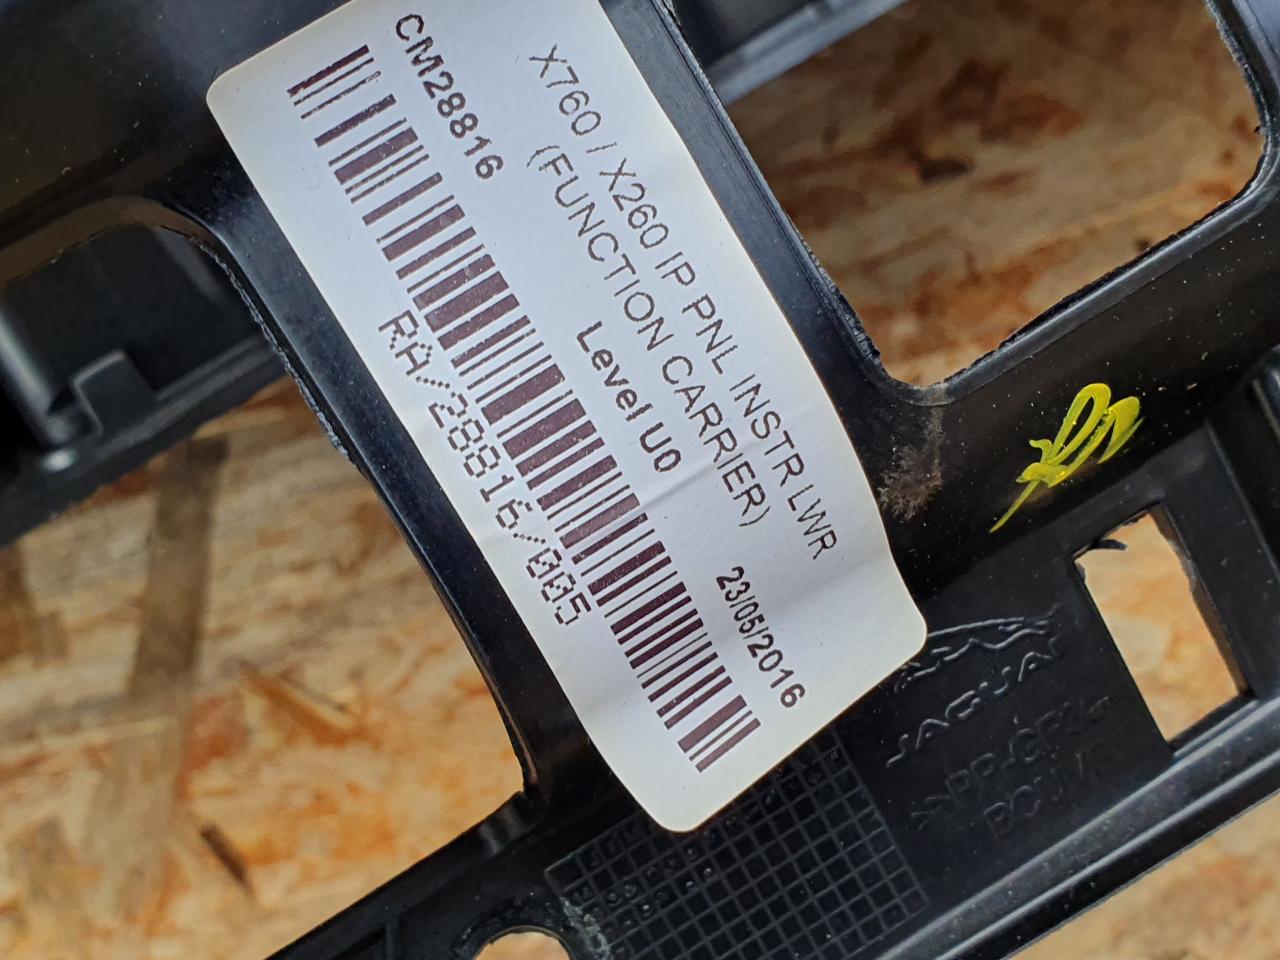 X760 / X260 IP PNL INSTR LWR
(FUNCTION CARRIER)
CM28816
Level U0
23/05/2016
RA/28816/005
JAGUAR